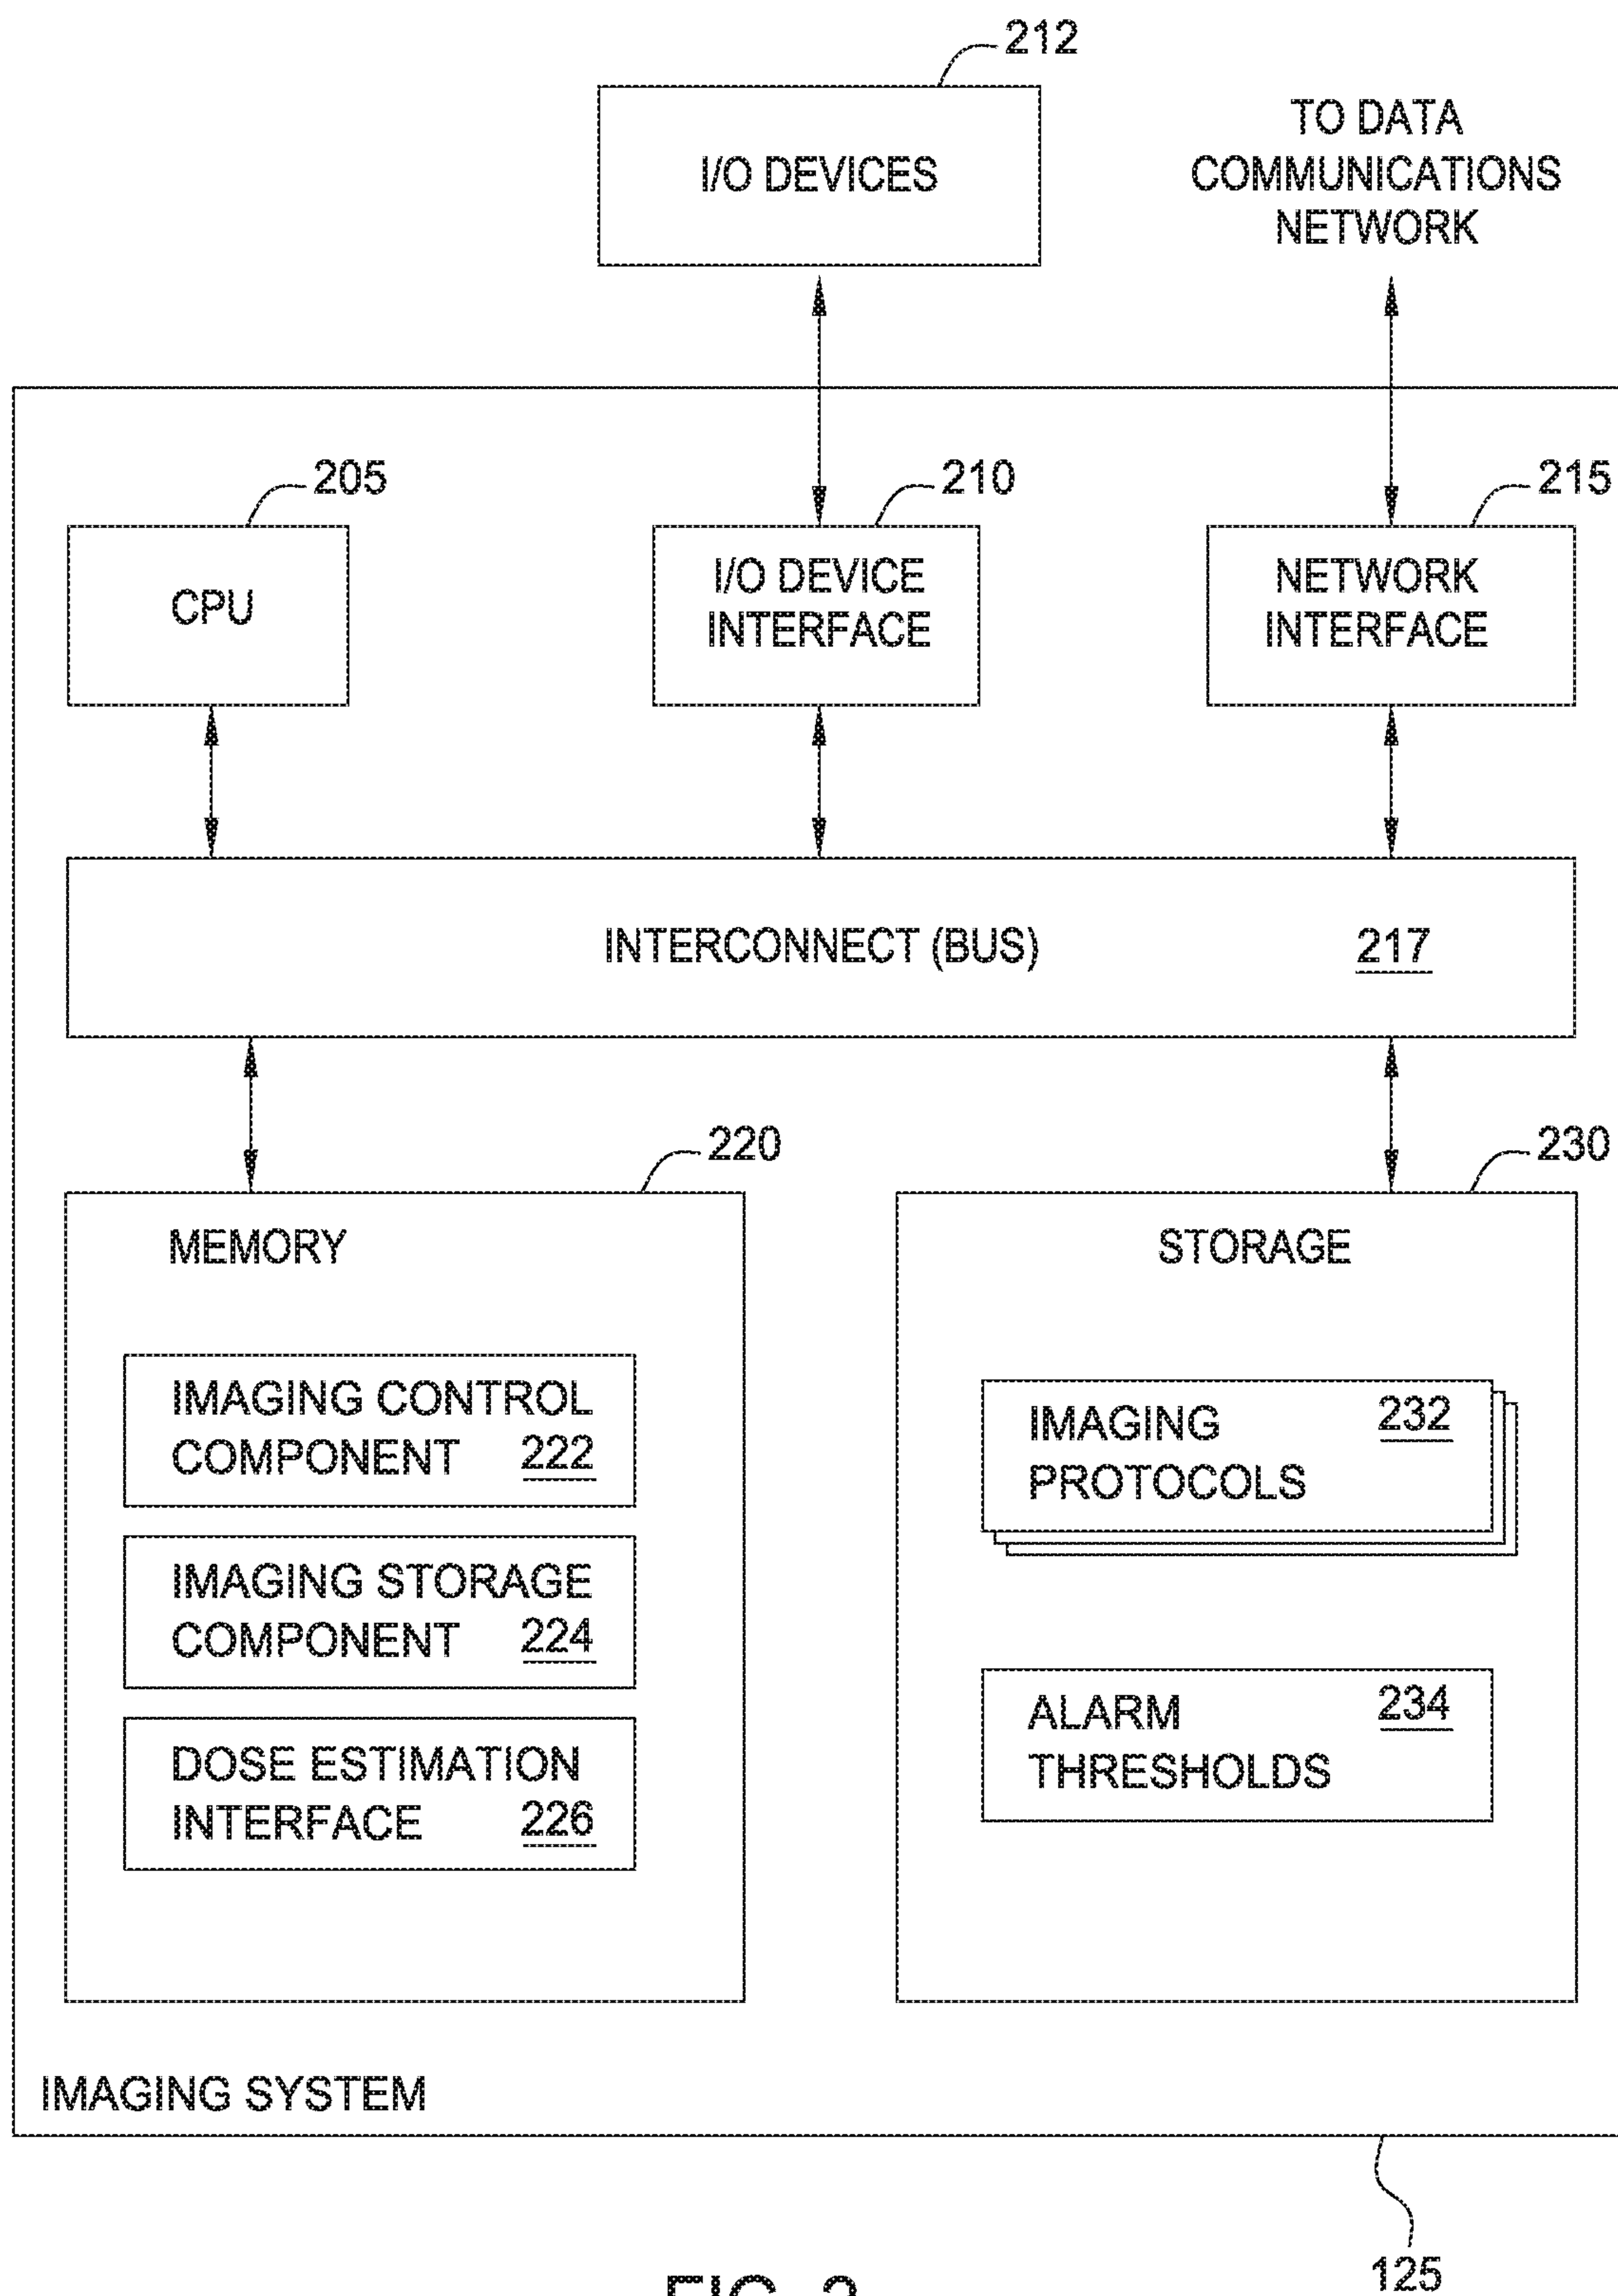 212
I/O DEVICES
TO DATA
COMMUNICATIONS
NETWORK
205
210
215
CPU
I/O DEVICE
INTERFACE
NETWORK
INTERFACE
INTERCONNECT (BUS) 217
220
230
MEMORY
STORAGE
IMAGING CONTROL
COMPONENT 222
IMAGING STORAGE
COMPONENT 224
DOSE ESTIMATION
INTERFACE 226
IMAGING 232
PROTOCOLS
ALARM 234
THRESHOLDS
IMAGING SYSTEM
125
FIG. 2